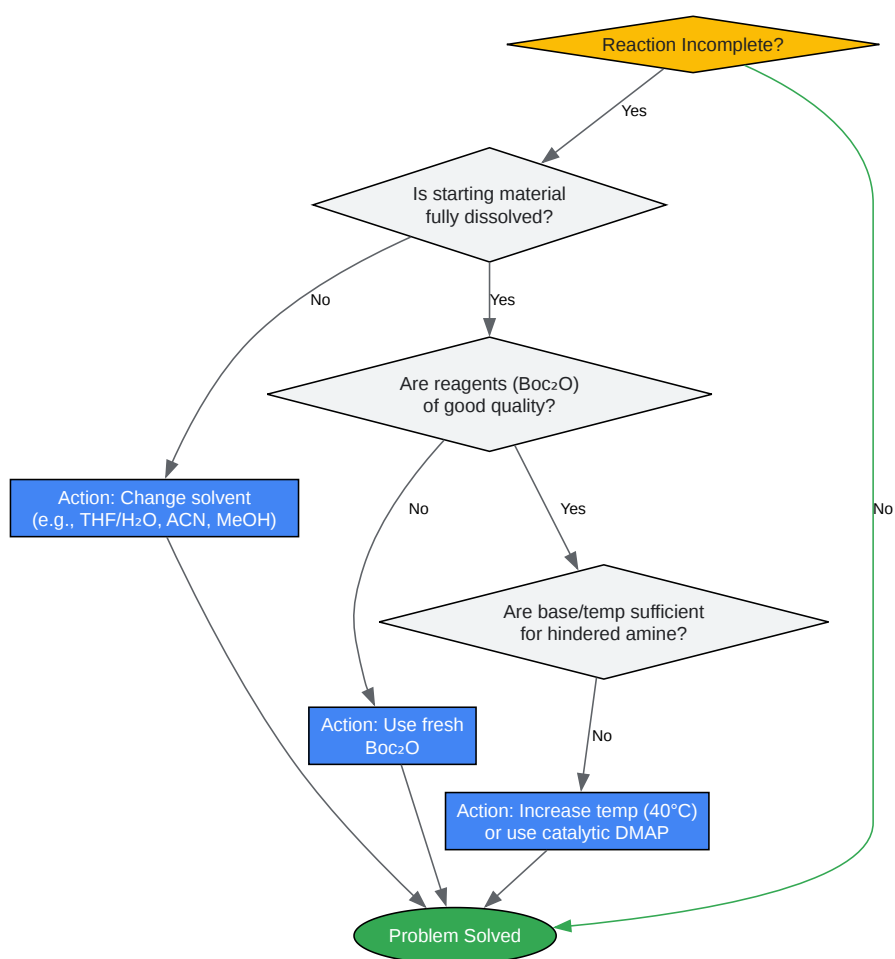 Reaction Incomplete?
Yes
Is starting material
fully dissolved?
No
Yes
Are reagents (Boc₂O)
of good quality?
Action: Change solvent
(e.g., THF/H₂O, ACN, MeOH)
No
Yes
No
Are base/temp sufficient
for hindered amine?
Action: Use fresh
Boc₂O
No
Action: Increase temp (40°C)
or use catalytic DMAP
Problem Solved